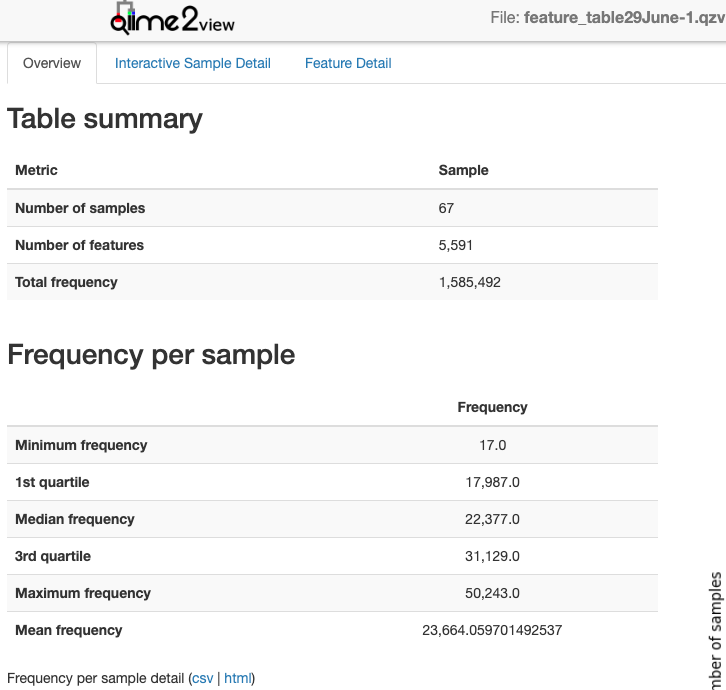 qiime2view File: feature_table29June-1.qzv
Overview Interactive Sample Detail Feature Detail
Table summary
Metric Sample
Number of samples 67
Number of features 5,591
Total frequency 1,585,492
Frequency per sample
Frequency
Minimum frequency 17.0
1st quartile 17,987.0
Median frequency 22,377.0
3rd quartile 31,129.0
Maximum frequency 50,243.0
Mean frequency 23,664.059701492537
Frequency per sample detail (csv | html)
mber of samples